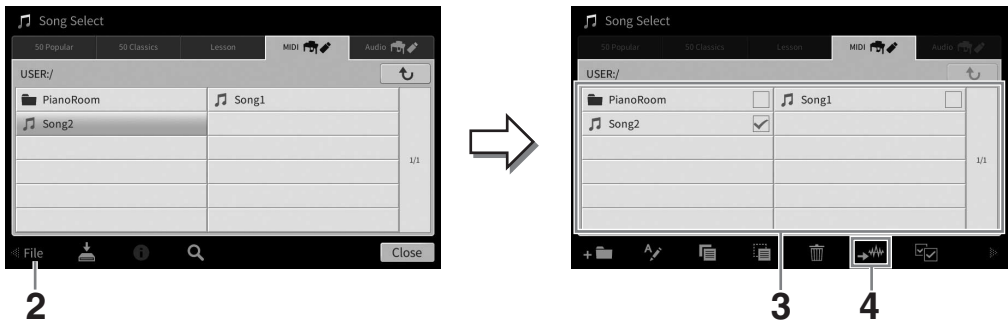 Song Select
50 Popular 50 Classics Lesson MIDI Audio
USER:/
PianoRoom Song1
Song2
1/1
File Close
2
Song Select
50 Popular 50 Classics Lesson MIDI Audio
USER:/
PianoRoom Song1
Song2
1/1
3 4